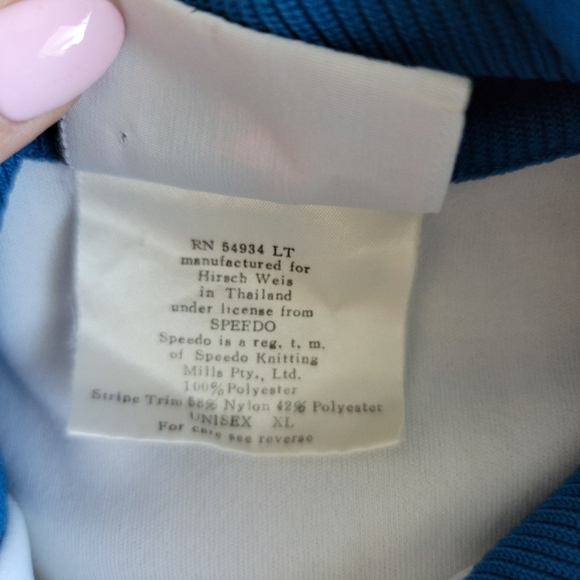 RN 54934 LT
manufactured for
Hirsch Weis
in Thailand
under license from
SPEEDO
Speedo is a reg. t. m.
of Speedo Knitting
Mills Pty., Ltd.
100% Polyester
Stripe Trim 58% Nylon 42% Polyester
UNISEX XL
For care see reverse